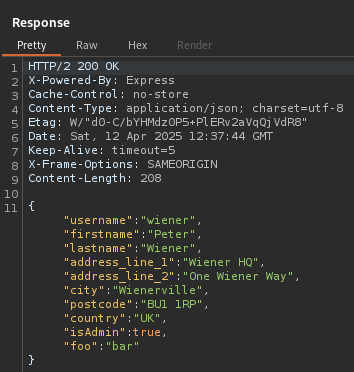 Response
Pretty Raw Hex Render
1 HTTP/2 200 OK
2 X-Powered-By: Express
3 Cache-Control: no-store
4 Content-Type: application/json; charset=utf-8
5 Etag: W/"d0-C/bYHMdzOP5+PlERv2aVqQjVdR8"
6 Date: Sat, 12 Apr 2025 12:37:44 GMT
7 Keep-Alive: timeout=5
8 X-Frame-Options: SAMEORIGIN
9 Content-Length: 208
10
11 {
"username":"wiener",
"firstname":"Peter",
"lastname":"Wiener",
"address_line_1":"Wiener HQ",
"address_line_2":"One Wiener Way",
"city":"Wienerville",
"postcode":"BU1 1RP",
"country":"UK",
"isAdmin":true,
"foo":"bar"
}